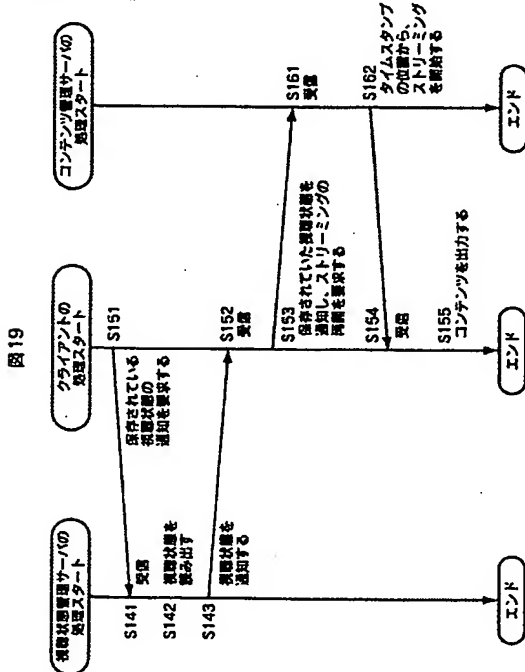 図19
視聴状態管理サーバの
処理スタート
クライアントの
処理スタート
コンテンツ管理サーバの
処理スタート
S151
保存されている
視聴状態の
通知を要求する
S141
受信
S142
視聴状態を
読み出す
S143
視聴状態を
通知する
S152
受信
S153
保存されていた視聴状態を
通知し、ストリーミングの
再開を要求する
S161
受信
S162
タイムスタンプ
の位置から、
ストリーミング
を開始する
S154
受信
S155
コンテンツを出力する
エンド
エンド
エンド